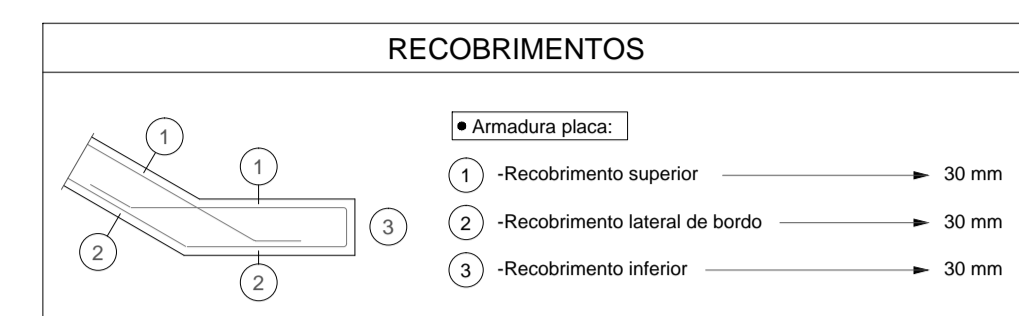 RECOBRIMENTOS
• Armadura placa:
1 -Recobrimento superior 30 mm
2 -Recobrimento lateral de bordo 30 mm
3 -Recobrimento inferior 30 mm
1
1
3
2
2